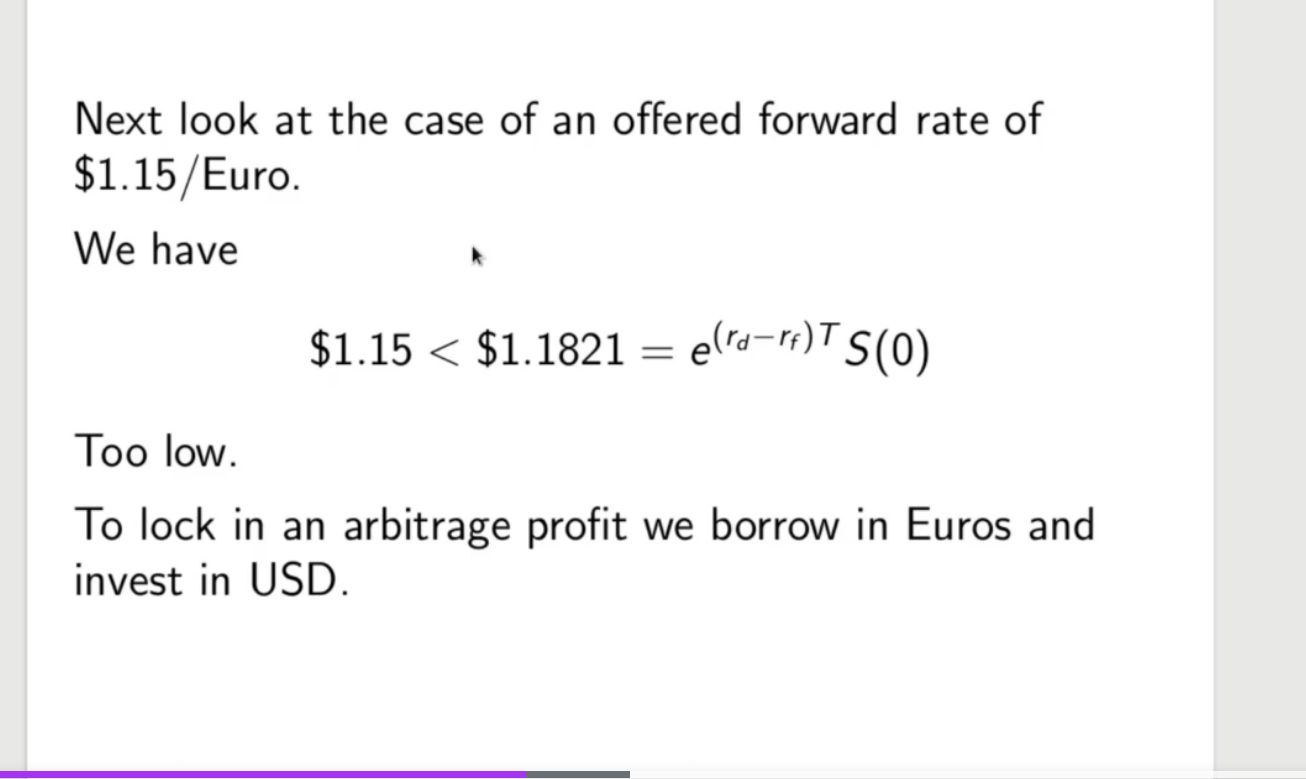 Next look at the case of an offered forward rate of
$1.15/Euro.
We have
$1.15 < $1.1821 = e^{(r_d−r_f)T} S(0)
Too low.
To lock in an arbitrage profit we borrow in Euros and
invest in USD.